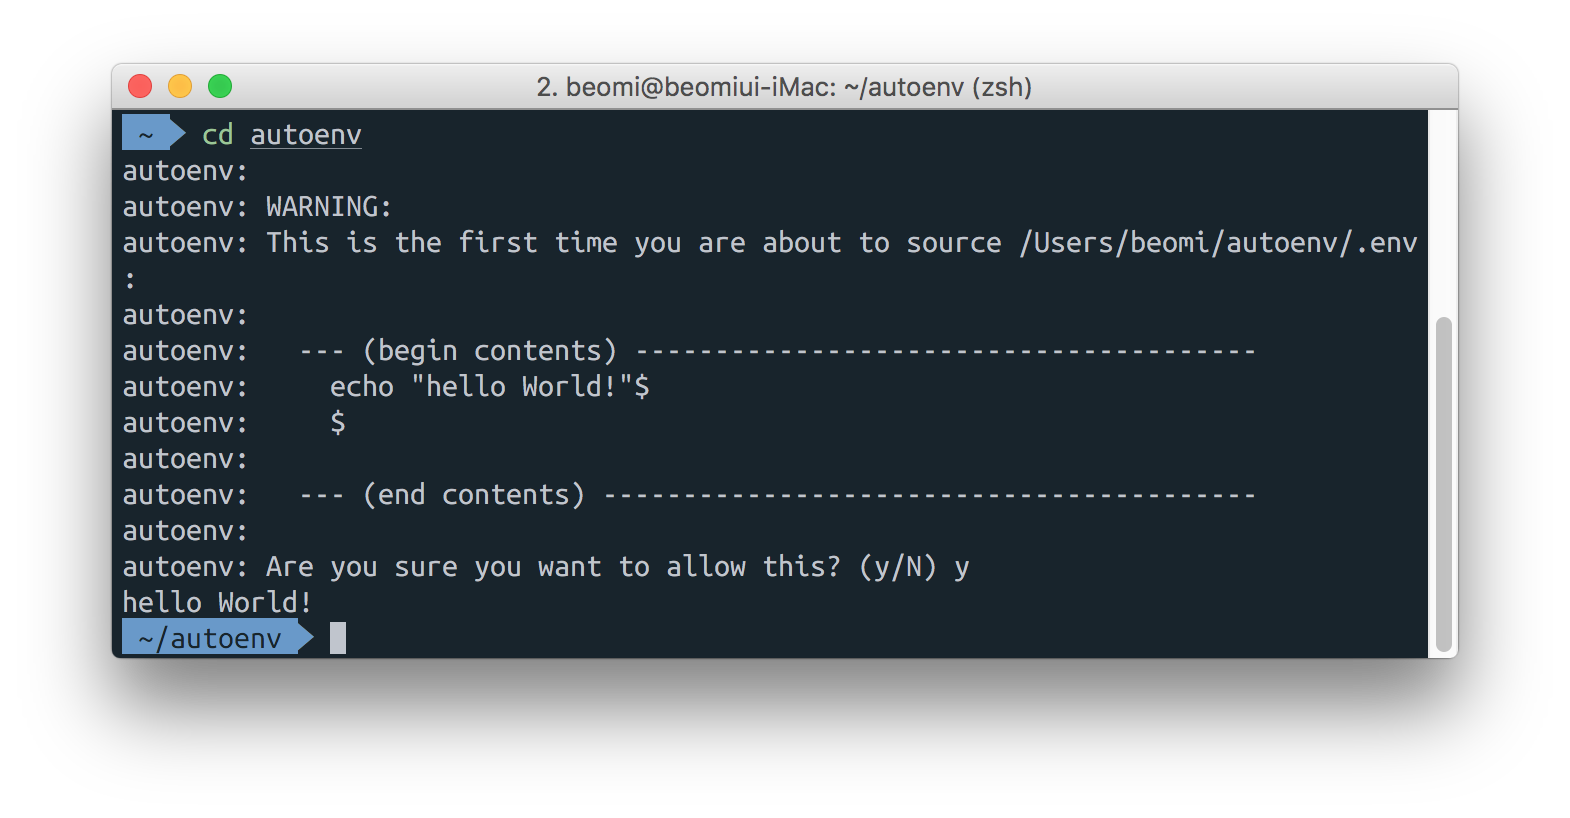 2. beomi@beomiui-iMac: ~/autoenv (zsh)
~ cd autoenv
autoenv:
autoenv: WARNING:
autoenv: This is the first time you are about to source /Users/beomi/autoenv/.env
:
autoenv:
autoenv:   --- (begin contents) ---------------------------------------
autoenv:     echo "hello World!"$
autoenv:     $
autoenv:
autoenv:   --- (end contents) -----------------------------------------
autoenv:
autoenv: Are you sure you want to allow this? (y/N) y
hello World!
~/autoenv